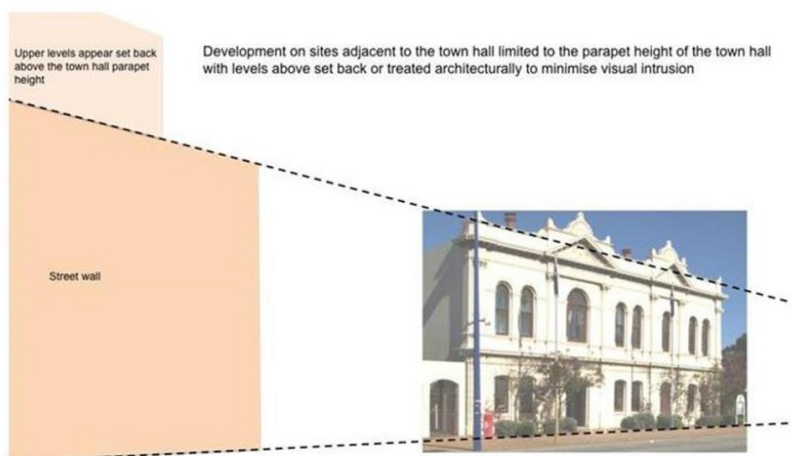 Upper levels appear set back
above the town hall parapet
height
Development on sites adjacent to the town hall limited to the parapet height of the town hall
with levels above set back or treated architecturally to minimise visual intrusion
Street wall